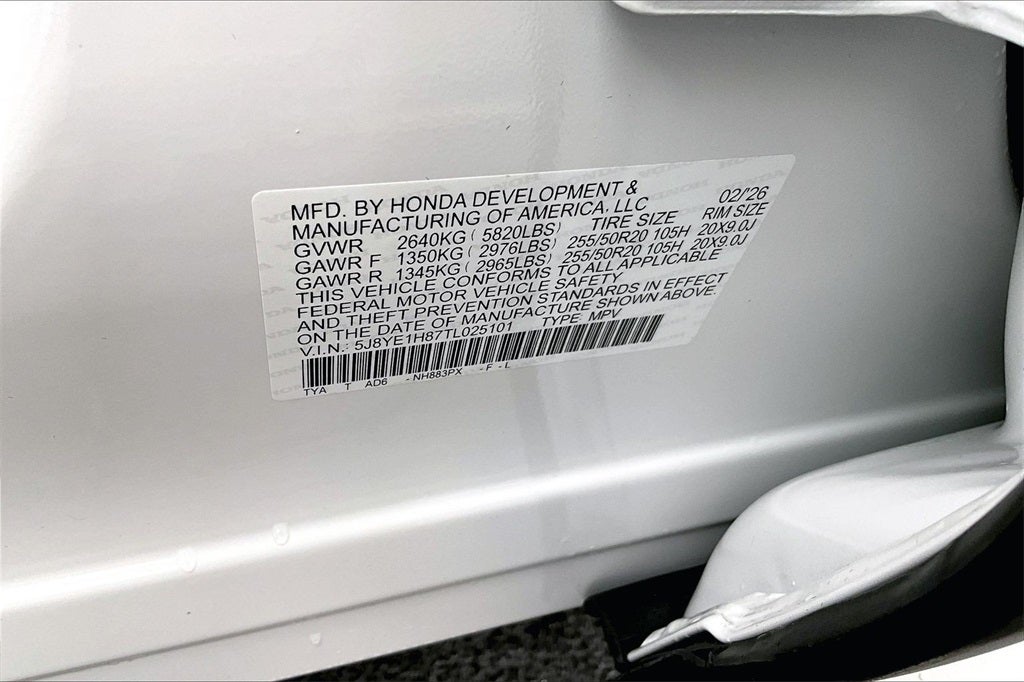 MFD. BY HONDA DEVELOPMENT & 02/'26
MANUFACTURING OF AMERICA, LLC
GVWR 2640KG ( 5820LBS) TIRE SIZE RIM SIZE
GAWR F 1350KG ( 2976LBS) 255/50R20 105H 20X9.0J
GAWR R 1345KG ( 2965LBS) 255/50R20 105H 20X9.0J
THIS VEHICLE CONFORMS TO ALL APPLICABLE
FEDERAL MOTOR VEHICLE SAFETY
AND THEFT PREVENTION STANDARDS IN EFFECT
ON THE DATE OF MANUFACTURE SHOWN ABOVE.
V.I.N.: 5J8YE1H87TL025101 TYPE: MPV
TYA T AD6 - NH883PX - F - L